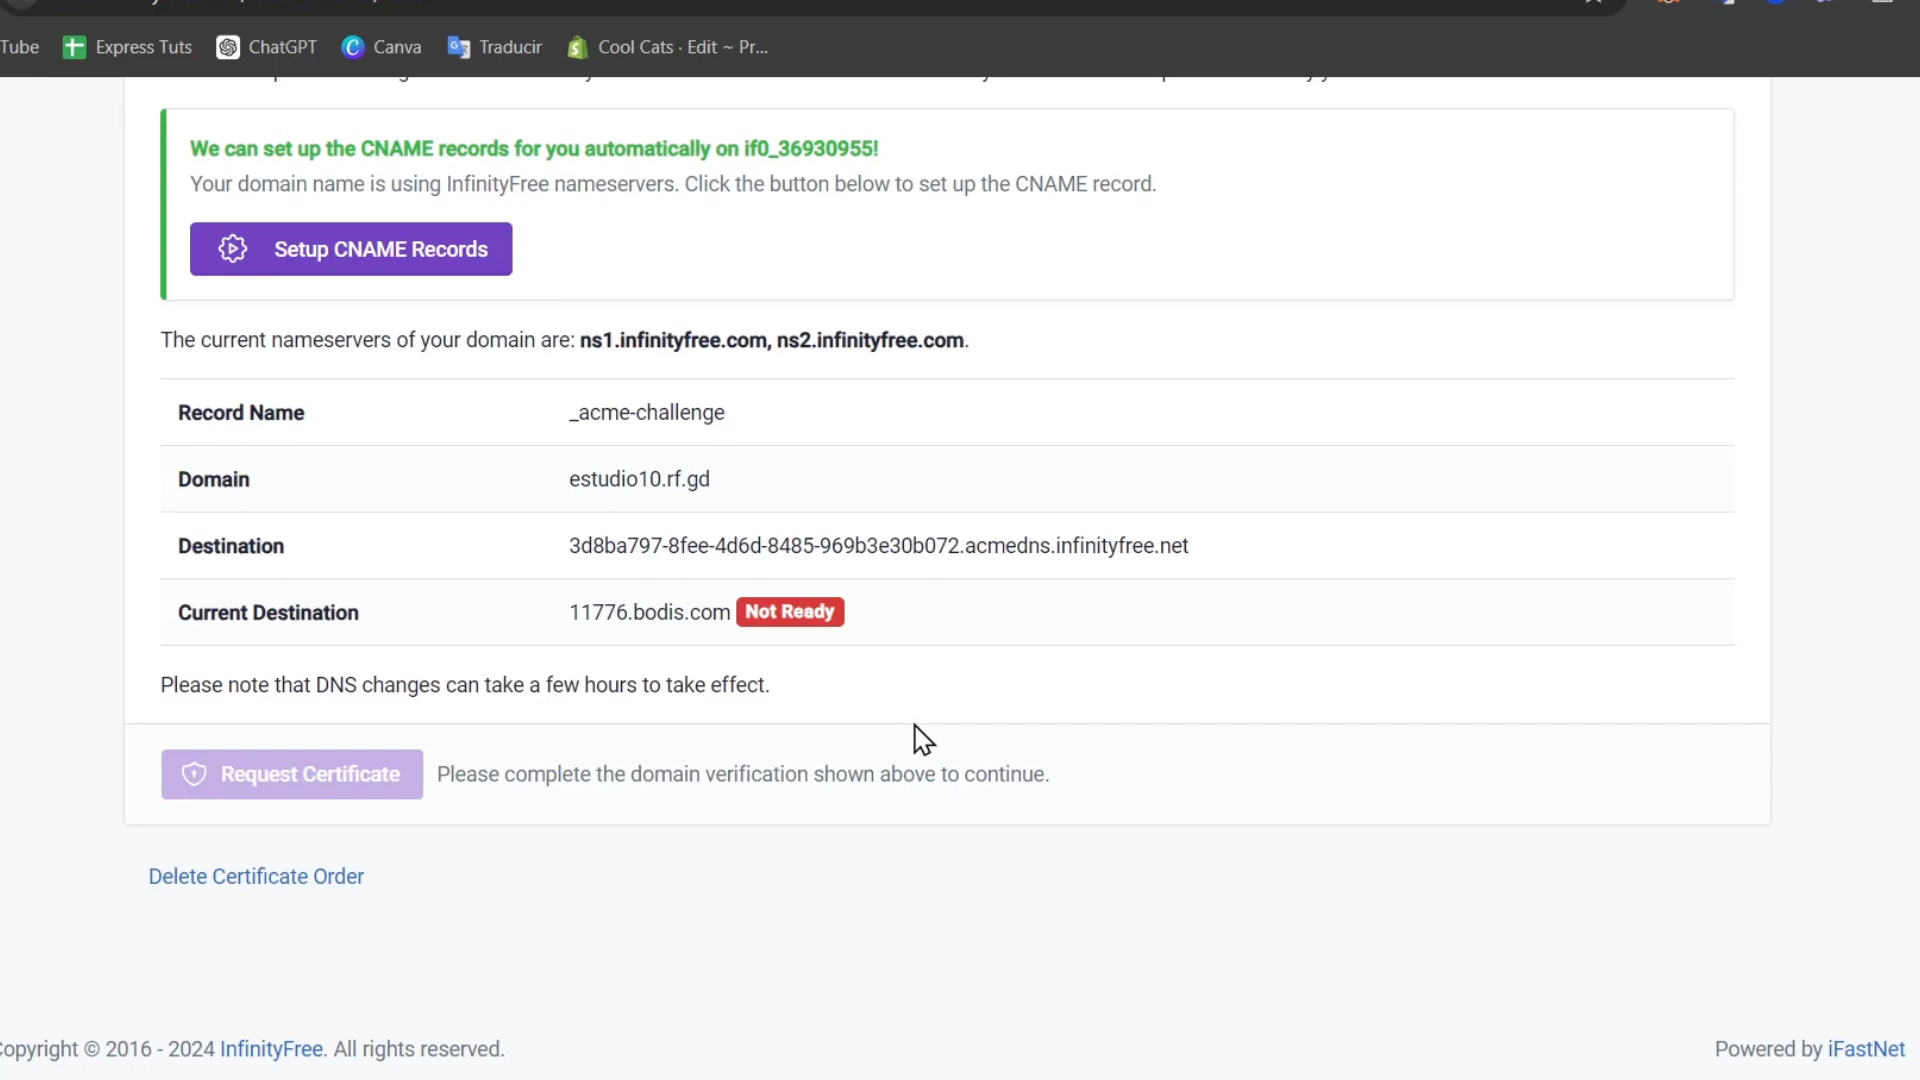 Tube Express Tuts ChatGPT Canva Traducir Cool Cats · Edit ~ Pr...
We can set up the CNAME records for you automatically on if0_36930955!
Your domain name is using InfinityFree nameservers. Click the button below to set up the CNAME record.
Setup CNAME Records
The current nameservers of your domain are: ns1.infinityfree.com, ns2.infinityfree.com.
Record Name _acme-challenge
Domain estudio10.rf.gd
Destination 3d8ba797-8fee-4d6d-8485-969b3e30b072.acmedns.infinityfree.net
Current Destination 11776.bodis.com Not Ready
Please note that DNS changes can take a few hours to take effect.
Request Certificate Please complete the domain verification shown above to continue.
Delete Certificate Order
opyright © 2016 - 2024 InfinityFree. All rights reserved. Powered by iFastNet